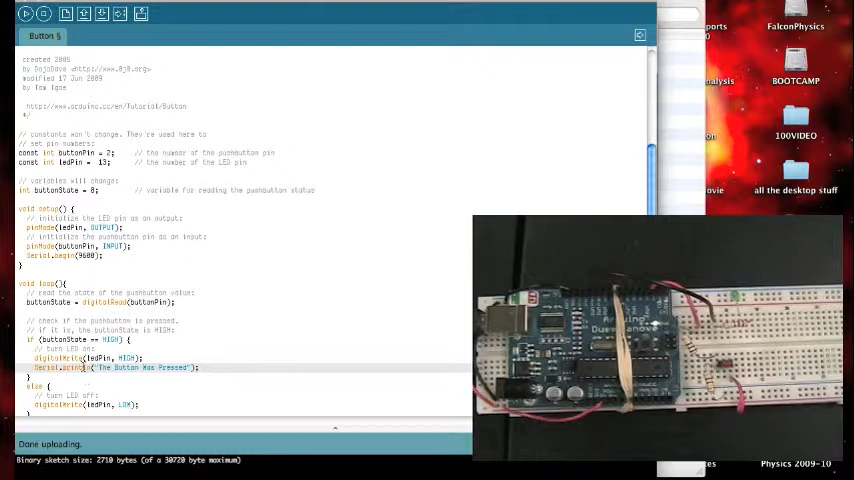 Button §
created 2005
by DojoDave <http://www.0j0.org>
modified 17 Jun 2009
by Tom Igoe
http://www.arduino.cc/en/Tutorial/Button
*/
// constants won't change. They're used here to
// set pin numbers:
const int buttonPin = 2;      // the number of the pushbutton pin
const int ledPin =  13;      // the number of the LED pin
// variables will change:
int buttonState = 0;         // variable for reading the pushbutton status
void setup() {
// initialize the LED pin as an output:
pinMode(ledPin, OUTPUT);
// initialize the pushbutton pin as an input:
pinMode(buttonPin, INPUT);
Serial.begin(9600);
}
void loop(){
// read the state of the pushbutton value:
buttonState = digitalRead(buttonPin);
// check if the pushbutton is pressed.
// if it is, the buttonState is HIGH:
if (buttonState == HIGH) {
// turn LED on:
digitalWrite(ledPin, HIGH);
Serial.println("The Button Was Pressed");
}
else {
// turn LED off:
digitalWrite(ledPin, LOW);
}
Done uploading.
Binary sketch size: 2710 bytes (of a 30720 byte maximum)
ports
FalconPhysics
0
analysis
BOOTCAMP
on
100VIDEO
ovie
all the desktop stuff
Arduino
Duemilanove
tes
Physics 2009-10